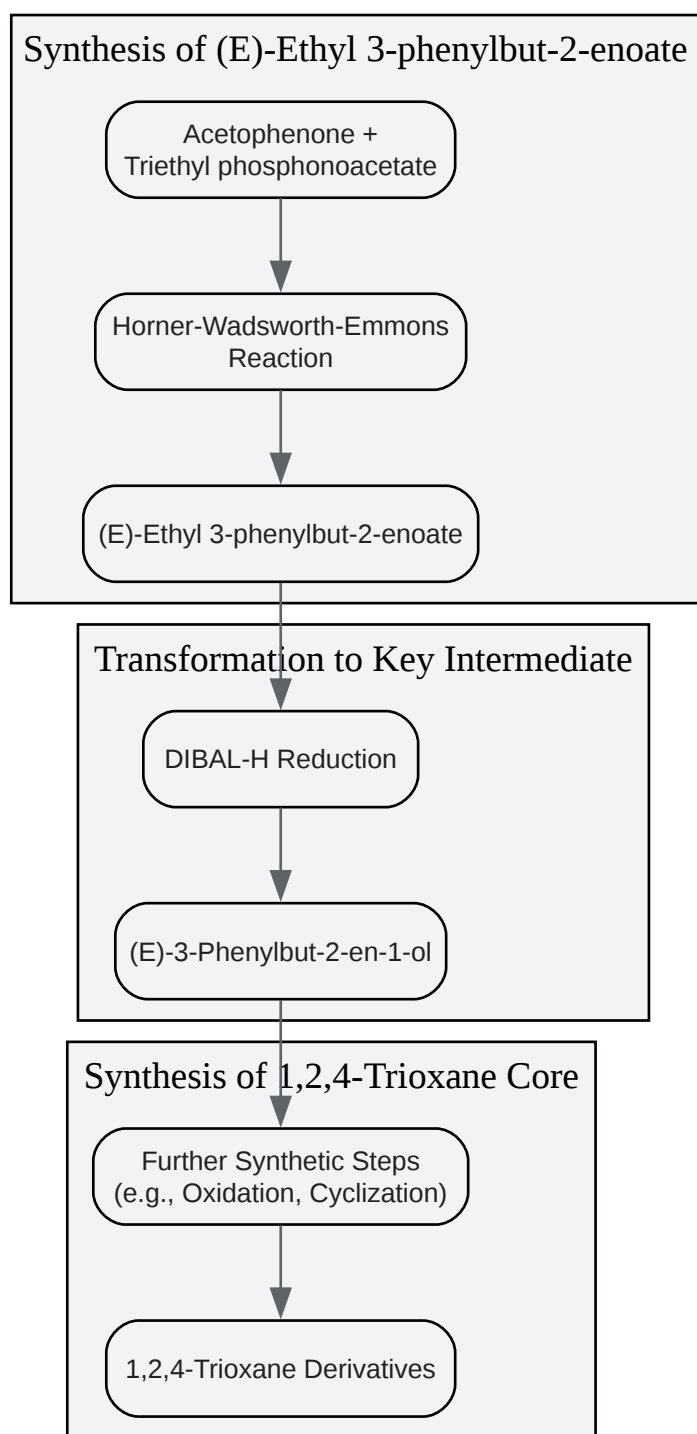 Synthesis of (E)-Ethyl 3-phenylbut-2-enoate
Acetophenone +
Triethyl phosphonoacetate
Horner-Wadsworth-Emmons
Reaction
(E)-Ethyl 3-phenylbut-2-enoate
Transformation to Key Intermediate
DIBAL-H Reduction
(E)-3-Phenylbut-2-en-1-ol
Synthesis of 1,2,4-Trioxane Core
Further Synthetic Steps
(e.g., Oxidation, Cyclization)
1,2,4-Trioxane Derivatives